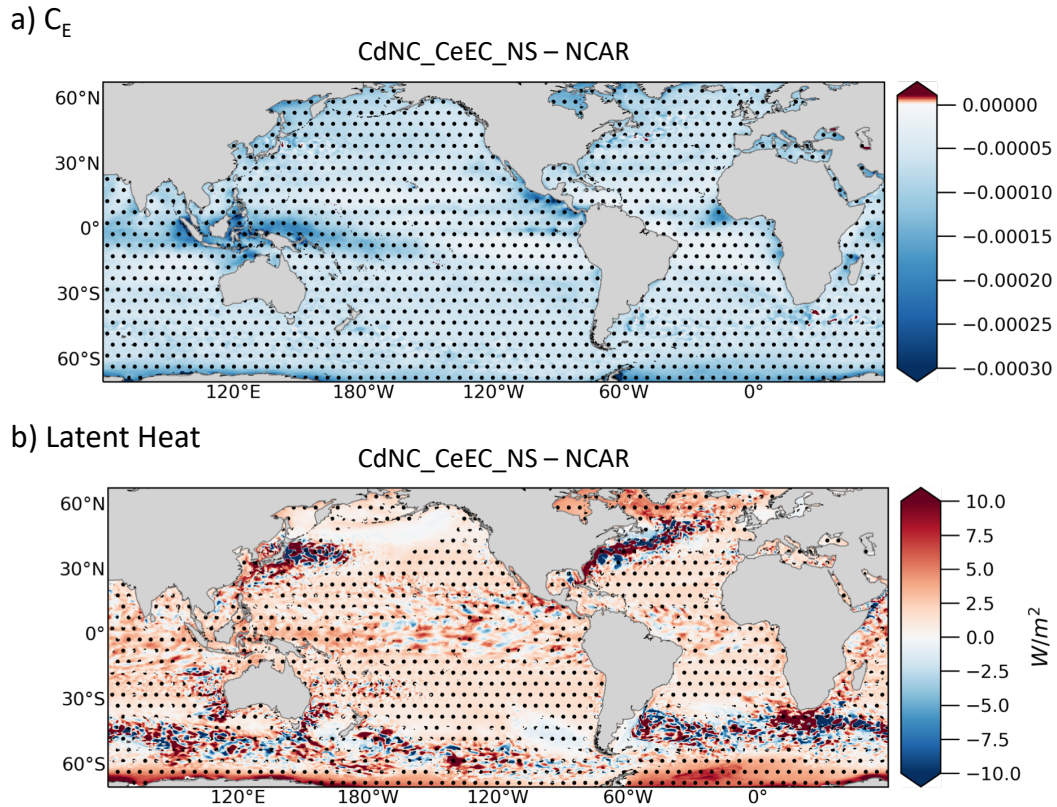 a) C_E
CdNC_CeEC_NS – NCAR
60°N
30°N
0°
30°S
60°S
120°E 180°W 120°W 60°W 0°
0.00000
−0.00005
−0.00010
−0.00015
−0.00020
−0.00025
−0.00030
b) Latent Heat
CdNC_CeEC_NS – NCAR
60°N
30°N
0°
30°S
60°S
120°E 180°W 120°W 60°W 0°
10.0
7.5
5.0
2.5
0.0
−2.5
−5.0
−7.5
−10.0
W/m²